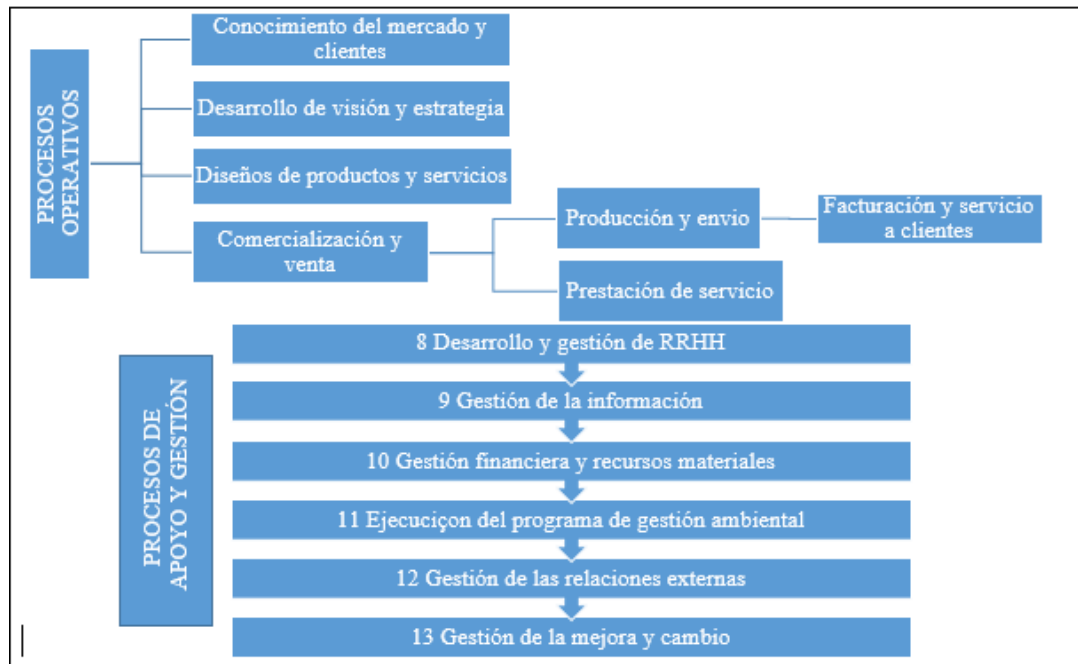 PROCESOS
OPERATIVOS
Conocimiento del mercado y
clientes
Desarrollo de visión y estrategia
Diseños de productos y servicios
Comercialización y
venta
Producción y envio
Facturación y servicio
a clientes
Prestación de servicio
PROCESOS DE
APOYO Y GESTIÓN
8 Desarrollo y gestión de RRHH
9 Gestión de la información
10 Gestión financiera y recursos materiales
11 Ejecuciçon del programa de gestión ambiental
12 Gestión de las relaciones externas
13 Gestión de la mejora y cambio